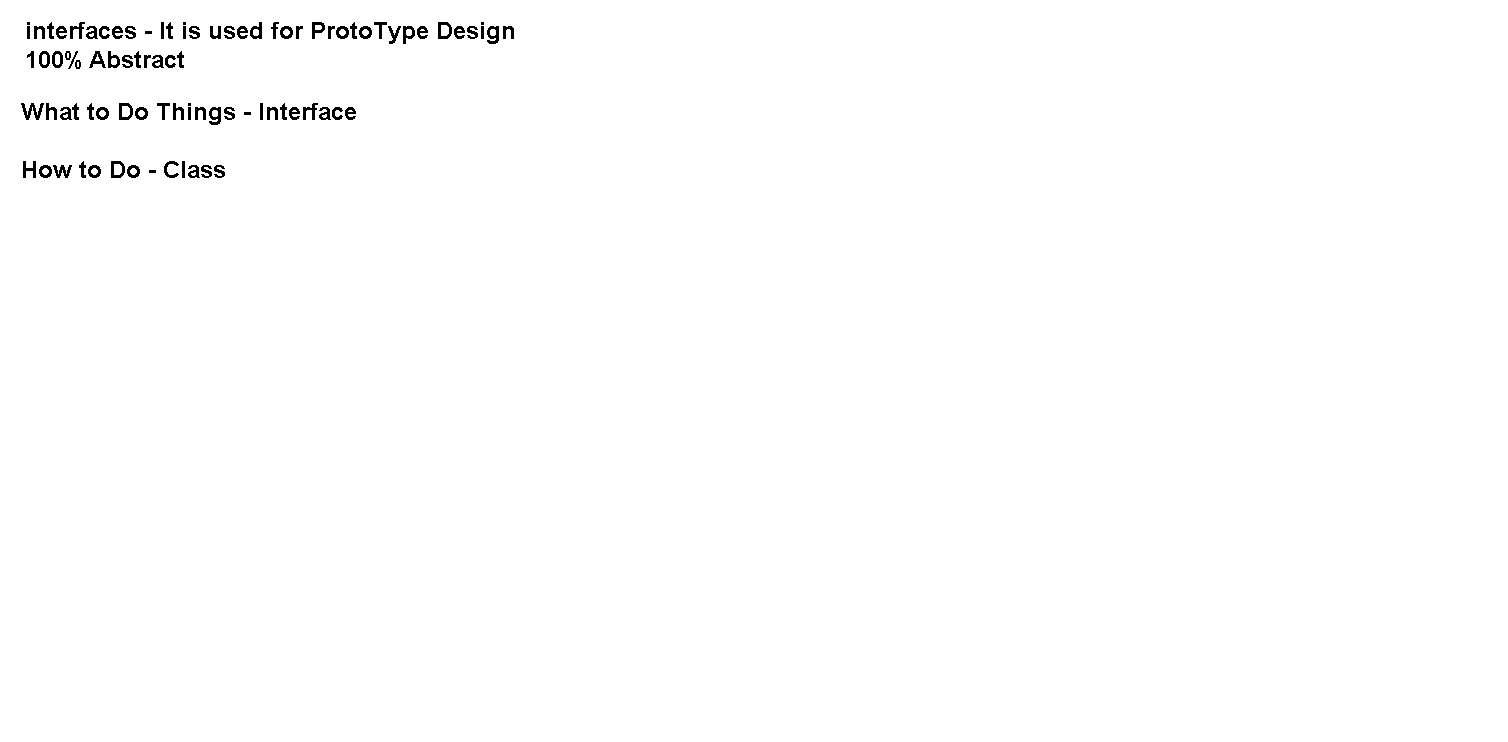 interfaces - It is used for ProtoType Design
100% Abstract
What to Do Things - Interface
How to Do - Class